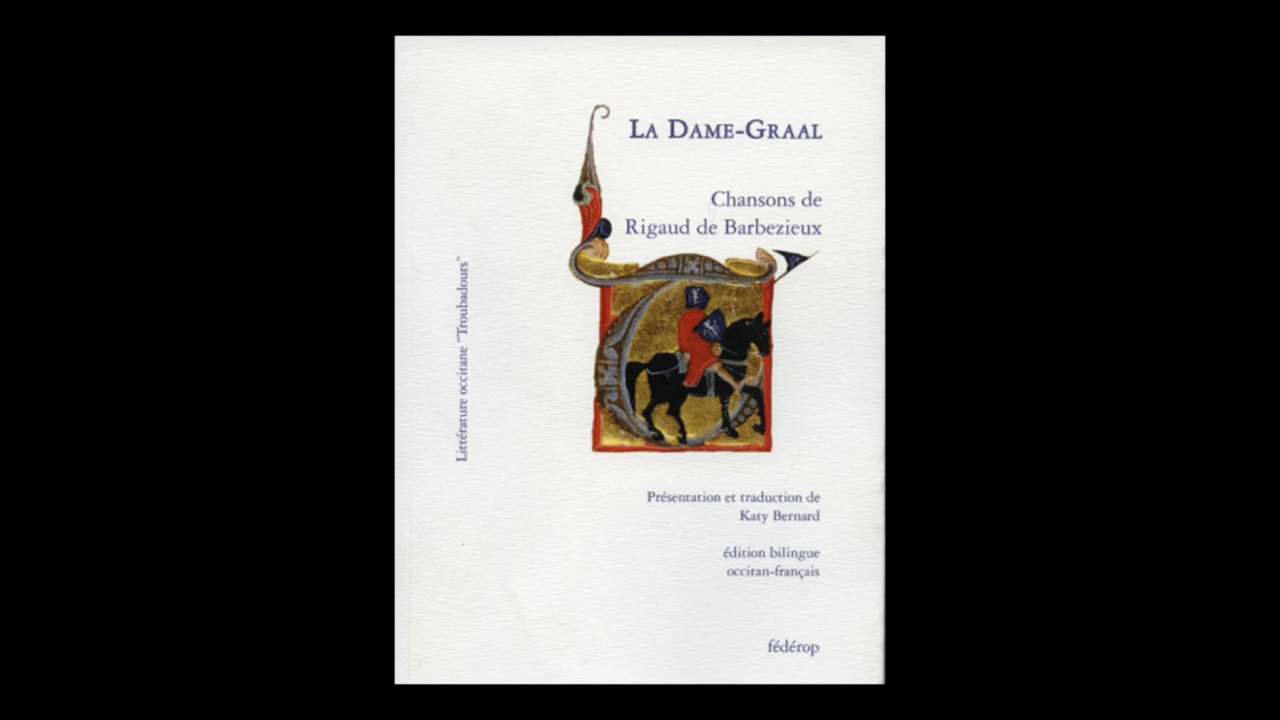 La Dame-Graal
Chansons de
Rigaud de Barbezieux
Littérature occitane "Troubadours"
Présentation et traduction de
Katy Bernard
édition bilingue
occitan-français
fédérop